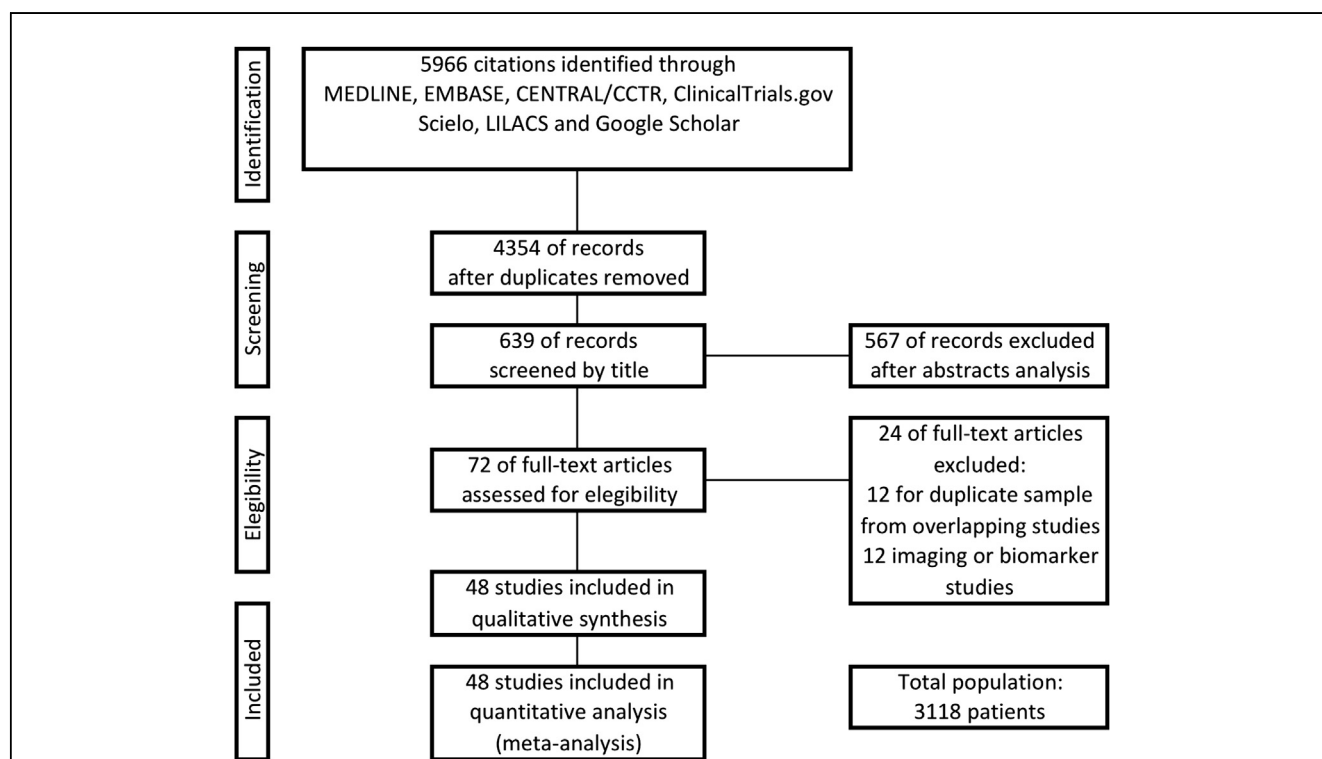 Identification
5966 citations identified through
MEDLINE, EMBASE, CENTRAL/CCTR, ClinicalTrials.gov
Scielo, LILACS and Google Scholar
Screening
4354 of records
after duplicates removed
639 of records
screened by title
567 of records excluded
after abstracts analysis
Elegibility
72 of full-text articles
assessed for elegibility
24 of full-text articles
excluded:
12 for duplicate sample
from overlapping studies
12 imaging or biomarker
studies
48 studies included in
qualitative synthesis
Included
48 studies included in
quantitative analysis
(meta-analysis)
Total population:
3118 patients